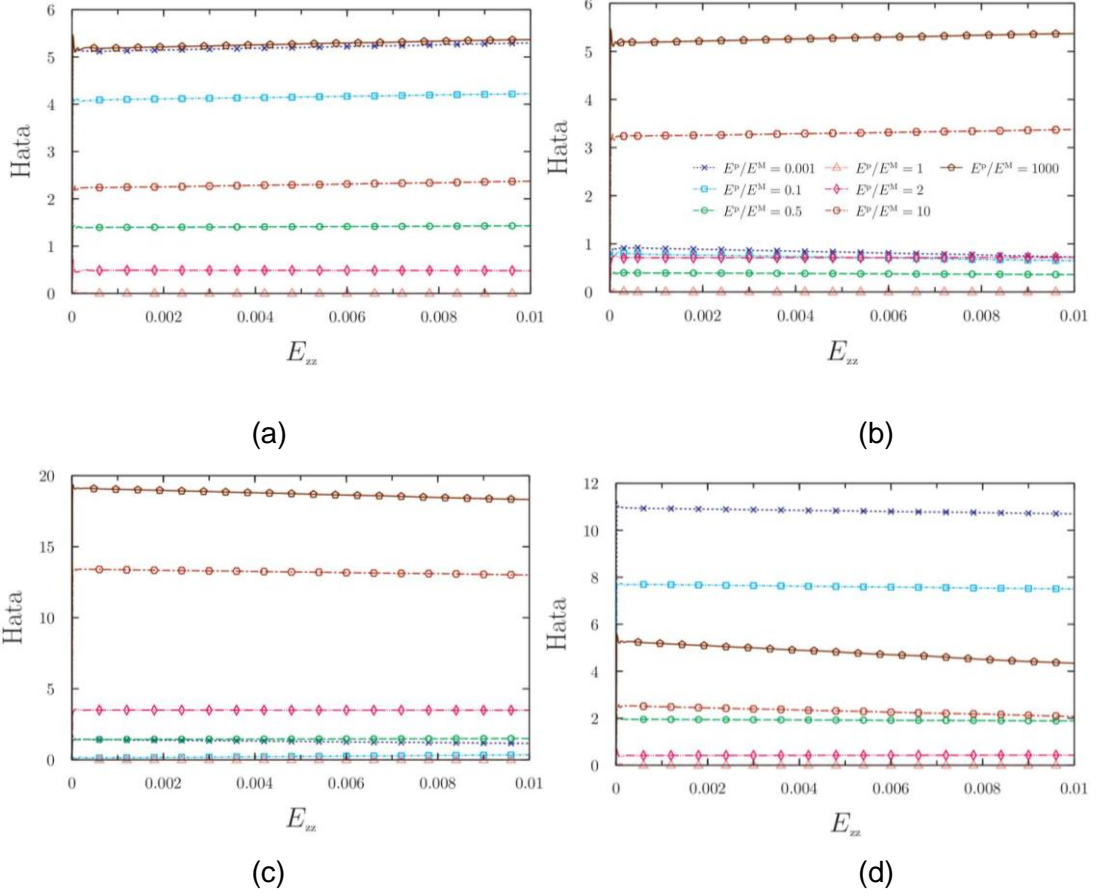 6
5
4
3
2
1
0
Hata
0 0.002 0.004 0.006 0.008 0.01
E_zz
(a)
6
5
4
3
2
1
0
Hata
E^p/E^M = 0.001 E^p/E^M = 1 E^p/E^M = 1000
E^p/E^M = 0.1 E^p/E^M = 2
E^p/E^M = 0.5 E^p/E^M = 10
0 0.002 0.004 0.006 0.008 0.01
E_zz
(b)
20
15
10
5
0
Hata
0 0.002 0.004 0.006 0.008 0.01
E_zz
(c)
12
10
8
6
4
2
0
Hata
0 0.002 0.004 0.006 0.008 0.01
E_zz
(d)